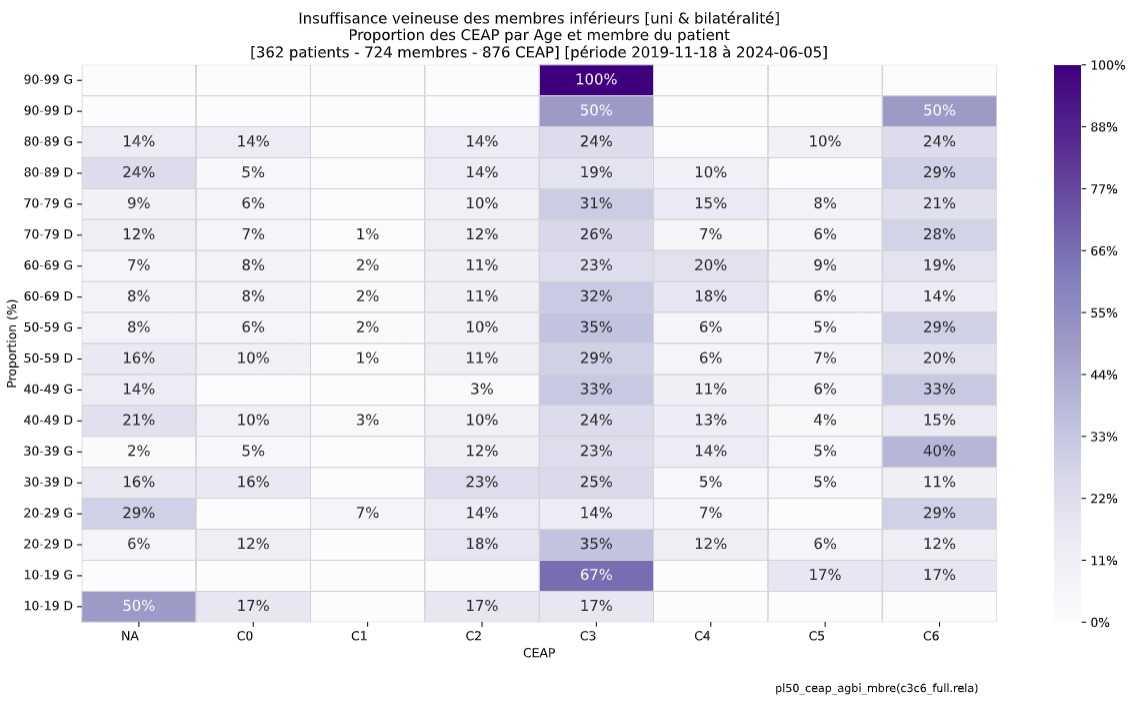 Insuffisance veineuse des membres inférieurs [uni & bilatéralité]
Proportion des CEAP par Age et membre du patient
[362 patients - 724 membres - 876 CEAP] [période 2019-11-18 à 2024-06-05]
Proportion (%)
90-99 G 100%
90-99 D 50% 50%
80-89 G 14% 14% 14% 24% 10% 24%
80-89 D 24% 5% 14% 19% 10% 29%
70-79 G 9% 6% 10% 31% 15% 8% 21%
70-79 D 12% 7% 1% 12% 26% 7% 6% 28%
60-69 G 7% 8% 2% 11% 23% 20% 9% 19%
60-69 D 8% 8% 2% 11% 32% 18% 6% 14%
50-59 G 8% 6% 2% 10% 35% 6% 5% 29%
50-59 D 16% 10% 1% 11% 29% 6% 7% 20%
40-49 G 14% 3% 33% 11% 6% 33%
40-49 D 21% 10% 3% 10% 24% 13% 4% 15%
30-39 G 2% 5% 12% 23% 14% 5% 40%
30-39 D 16% 16% 23% 25% 5% 5% 11%
20-29 G 29% 7% 14% 14% 7% 29%
20-29 D 6% 12% 18% 35% 12% 6% 12%
10-19 G 67% 17% 17%
10-19 D 50% 17% 17% 17%
NA C0 C1 C2 C3 C4 C5 C6
CEAP
100%
88%
77%
66%
55%
44%
33%
22%
11%
0%
pl50_ceap_agbi_mbre(c3c6_full.rela)